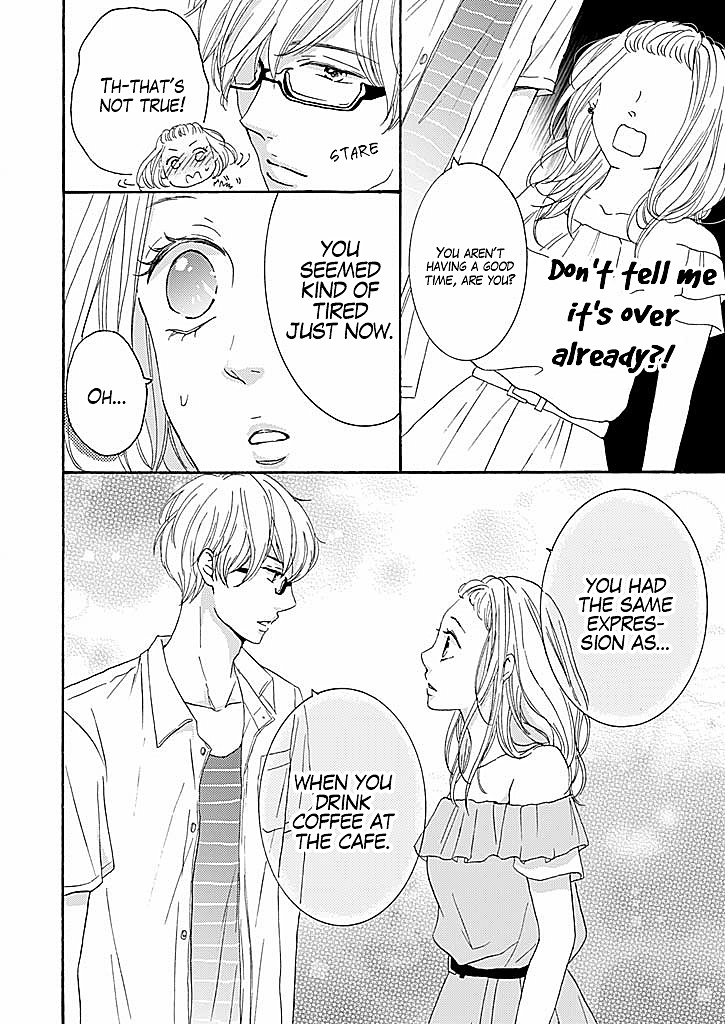 YOU AREN'T
HAVING A GOOD
TIME, ARE YOU?
Don't tell me
it's over
already?!
STARE
TH-THAT'S
NOT TRUE!
YOU
SEEMED
KIND OF
TIRED
JUST NOW.
OH...
YOU HAD
THE SAME
EXPRES-
SION AS...
WHEN YOU
DRINK
COFFEE AT
THE CAFE.